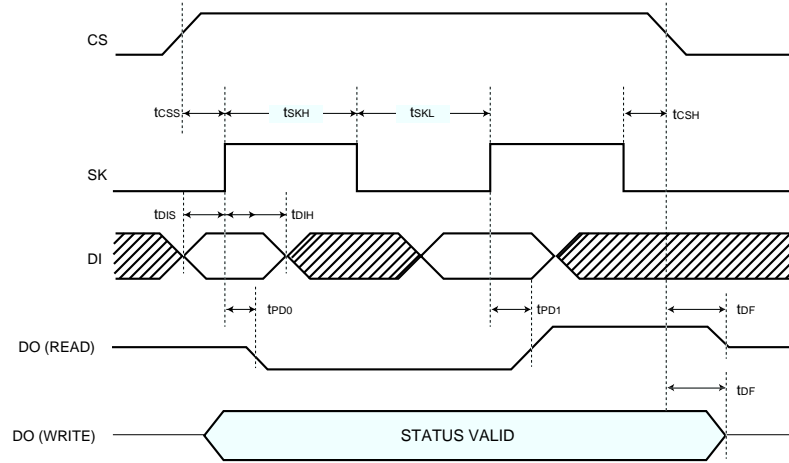 CS
tCSS tSKH tSKL tCSH
SK
tDIS tDIH
DI
tPD0 tPD1 tDF
DO (READ)
tDF
DO (WRITE) STATUS VALID